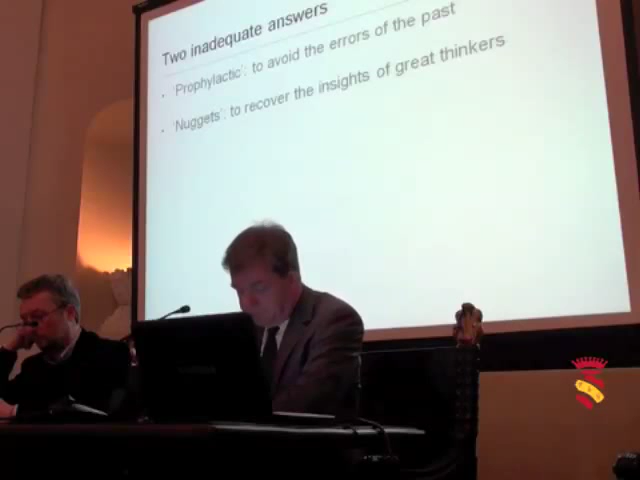 Two inadequate answers
• 'Prophylactic': to avoid the errors of the past
• 'Nuggets': to recover the insights of great thinkers